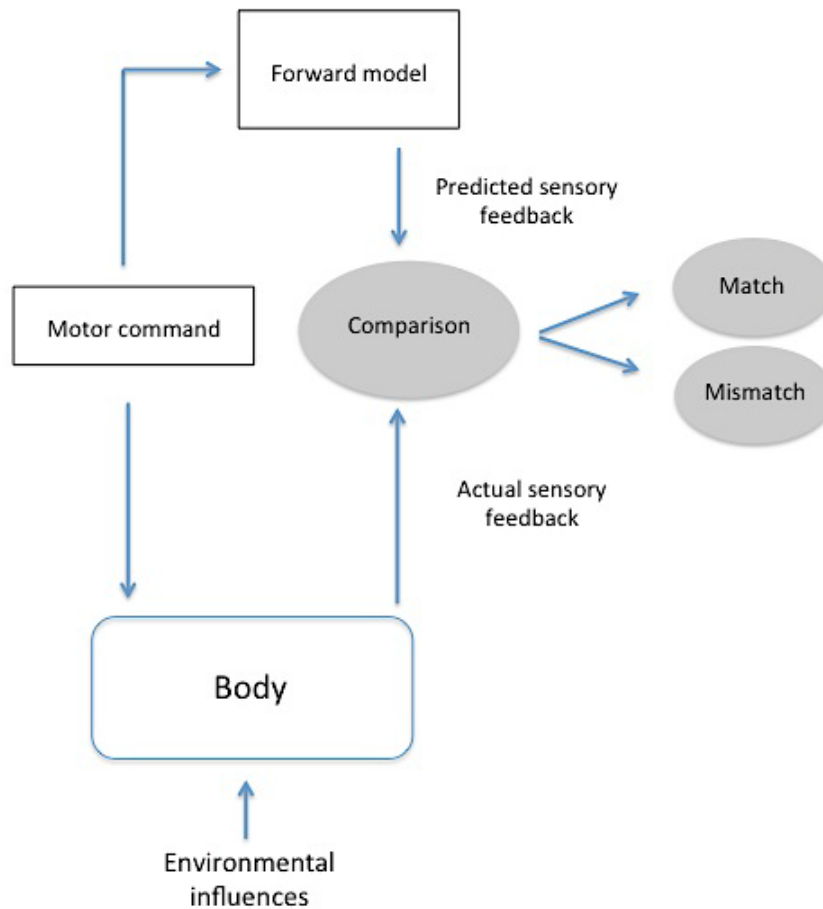 Forward model
Predicted sensory
feedback
Match
Motor command
Comparison
Mismatch
Actual sensory
feedback
Body
Environmental
influences